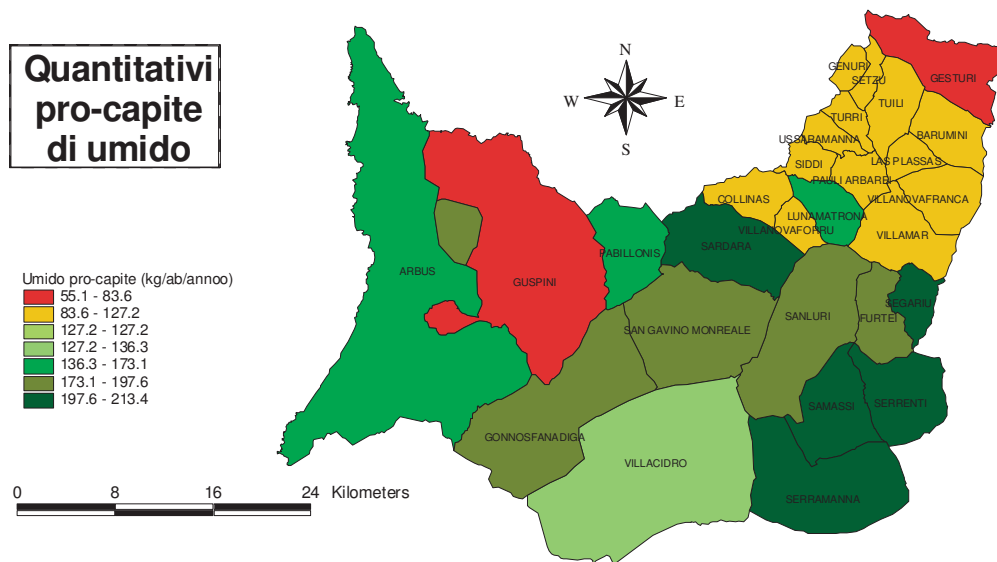 Quantitativi
pro-capite
di umido
N
W
E
S
Umido pro-capite (kg/ab/annoo)
55.1 - 83.6
83.6 - 127.2
127.2 - 127.2
127.2 - 136.3
136.3 - 173.1
173.1 - 197.6
197.6 - 213.4
0 8 16 24 Kilometers
GENURI
SETZU
GESTURI
TUILI
TURRI
BARUMINI
USSARAMANNA
SIDDI
LAS PLASSAS
PAULI ARBAREI
COLLINAS
VILLANOVAFRANCA
LUNAMATRONA
VILLANOVAFORRU
VILLAMAR
SARDARA
PABILLONIS
ARBUS
GUSPINI
SEGARIU
SANLURI
FURTEI
SAN GAVINO MONREALE
SAMASSI
SERRENTI
GONNOSFANADIGA
VILLACIDRO
SERRAMANNA